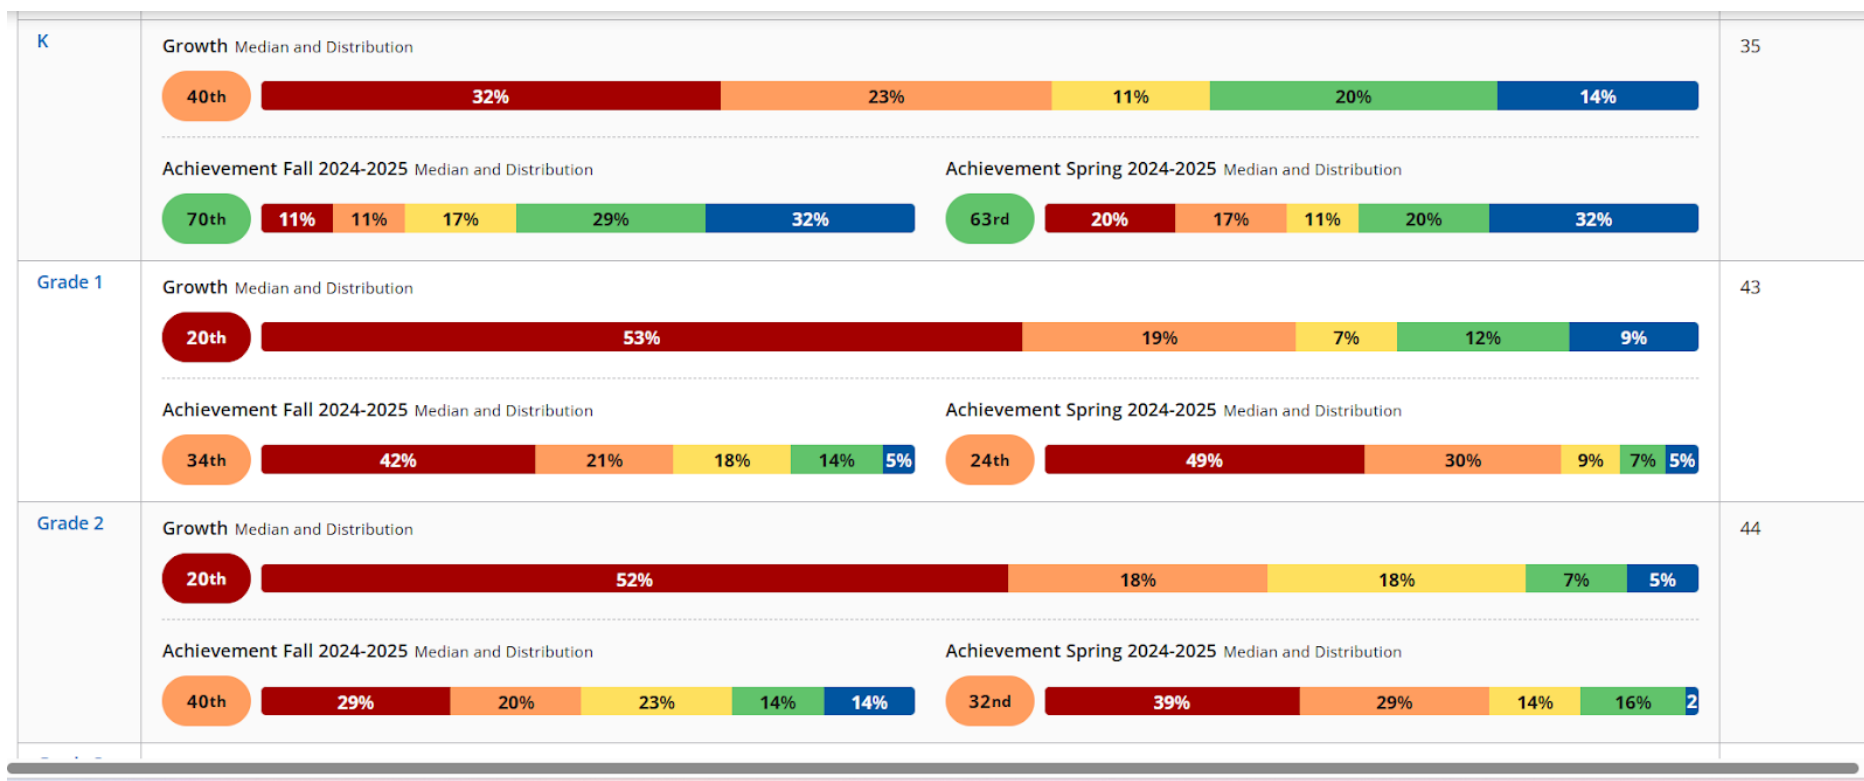 K
Growth Median and Distribution
35
40th 32% 23% 11% 20% 14%
Achievement Fall 2024-2025 Median and Distribution
70th 11% 11% 17% 29% 32%
Achievement Spring 2024-2025 Median and Distribution
63rd 20% 17% 11% 20% 32%
Grade 1
Growth Median and Distribution
43
20th 53% 19% 7% 12% 9%
Achievement Fall 2024-2025 Median and Distribution
34th 42% 21% 18% 14% 5%
Achievement Spring 2024-2025 Median and Distribution
24th 49% 30% 9% 7% 5%
Grade 2
Growth Median and Distribution
44
20th 52% 18% 18% 7% 5%
Achievement Fall 2024-2025 Median and Distribution
40th 29% 20% 23% 14% 14%
Achievement Spring 2024-2025 Median and Distribution
32nd 39% 29% 14% 16% 2